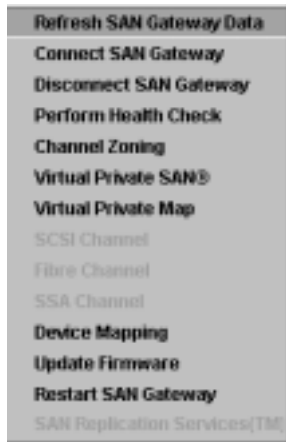 Refresh SAN Gateway Data
Connect SAN Gateway
Disconnect SAN Gateway
Perform Health Check
Channel Zoning
Virtual Private SAN®
Virtual Private Map
SCSI Channel
Fibre Channel
SSA Channel
Device Mapping
Update Firmware
Restart SAN Gateway
SAN Replication Services(TM)